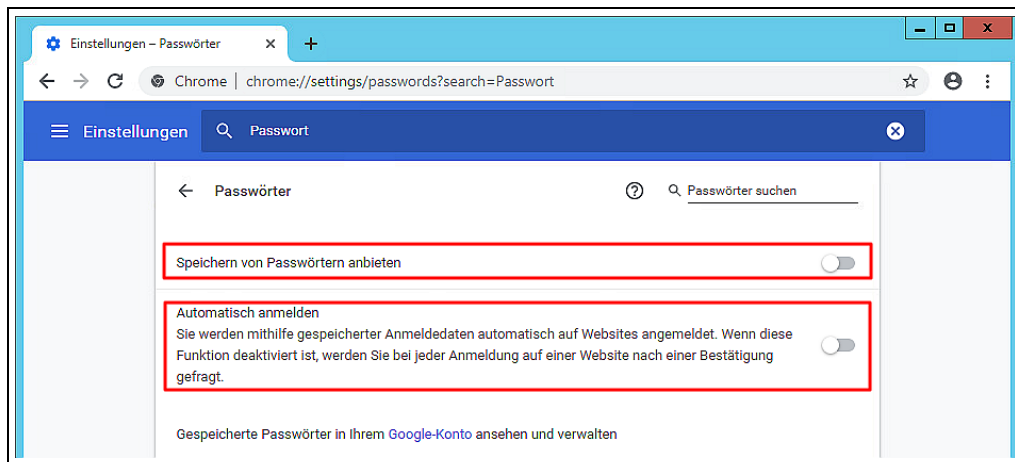 Einstellungen – Passwörter
Chrome | chrome://settings/passwords?search=Passwort
Einstellungen Passwort
Passwörter Passwörter suchen
Speichern von Passwörtern anbieten
Automatisch anmelden
Sie werden mithilfe gespeicherter Anmeldedaten automatisch auf Websites angemeldet. Wenn diese
Funktion deaktiviert ist, werden Sie bei jeder Anmeldung auf einer Website nach einer Bestätigung
gefragt.
Gespeicherte Passwörter in Ihrem Google-Konto ansehen und verwalten